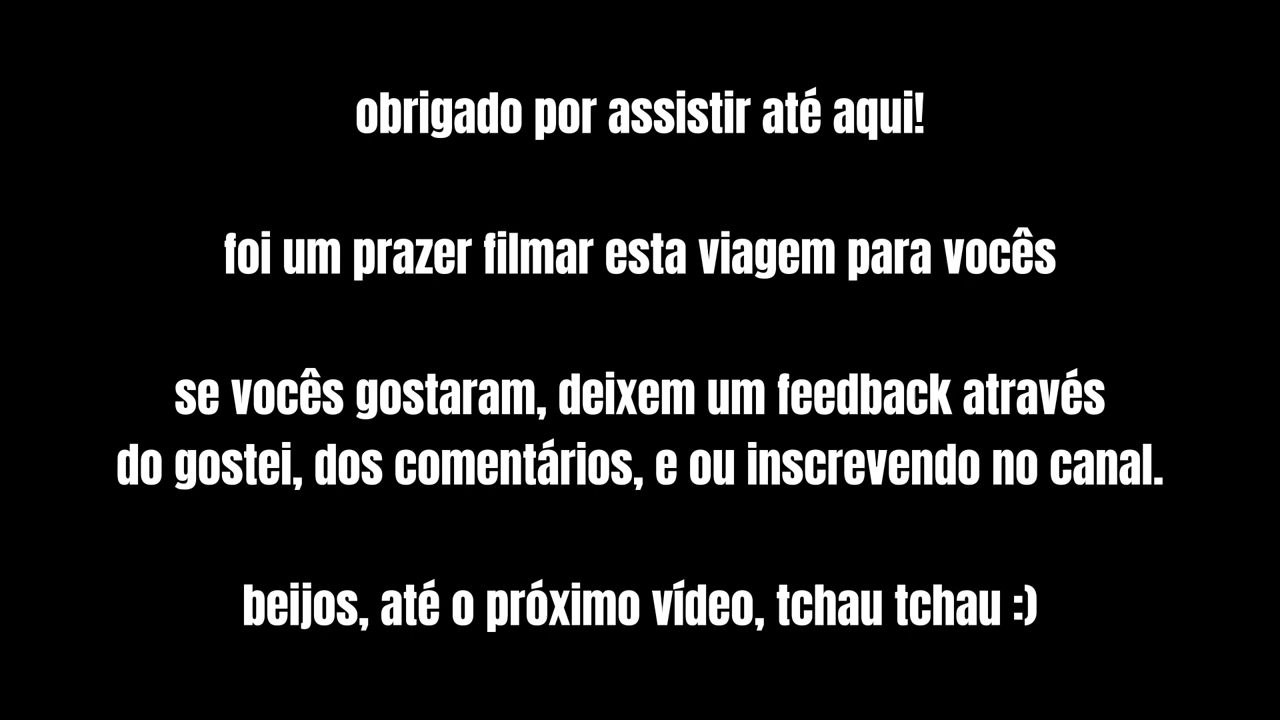 obrigado por assistir até aqui!
foi um prazer filmar esta viagem para vocês
se vocês gostaram, deixem um feedback através
do gostei, dos comentários, e ou inscrevendo no canal.
beijos, até o próximo vídeo, tchau tchau :)